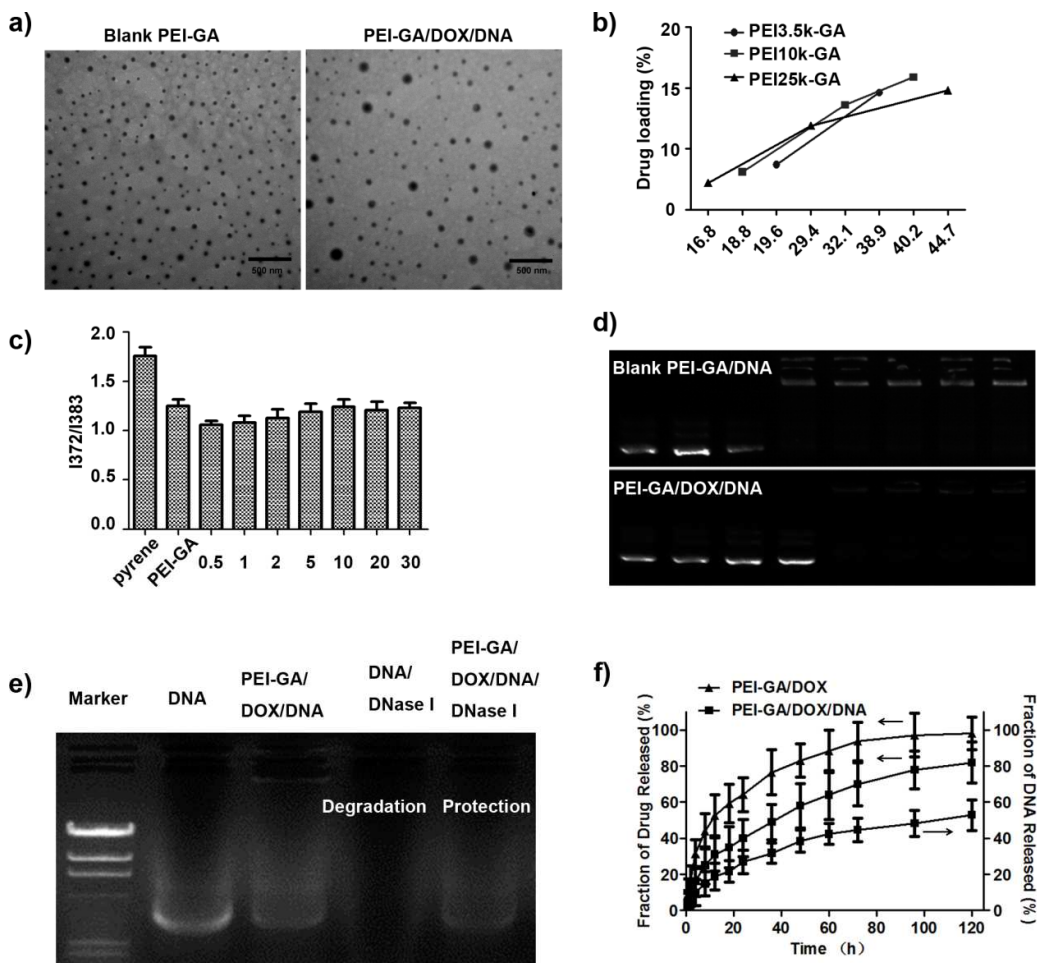 a)
Blank PEI-GA
PEI-GA/DOX/DNA
500 nm
500 nm
b)
PEI3.5k-GA
PEI10k-GA
PEI25k-GA
Drug loading (%)
15
10
0
16.8
18.8
19.6
29.4
32.1
38.9
40.2
44.7
c)
I372/I383
2.0
1.5
1.0
0.5
0.0
pyrene
PEI-GA
0.5
1
2
5
10
20
30
d)
Blank PEI-GA/DNA
PEI-GA/DOX/DNA
e)
Marker
DNA
PEI-GA/
DOX/DNA
DNA/
DNase I
PEI-GA/
DOX/DNA/
DNase I
Degradation
Protection
f)
PEI-GA/DOX
PEI-GA/DOX/DNA
Fraction of Drug Released (%)
100
80
60
40
20
0
Fraction of DNA Released (%)
100
80
60
40
20
0
0
20
40
60
80
100
120
Time (h)